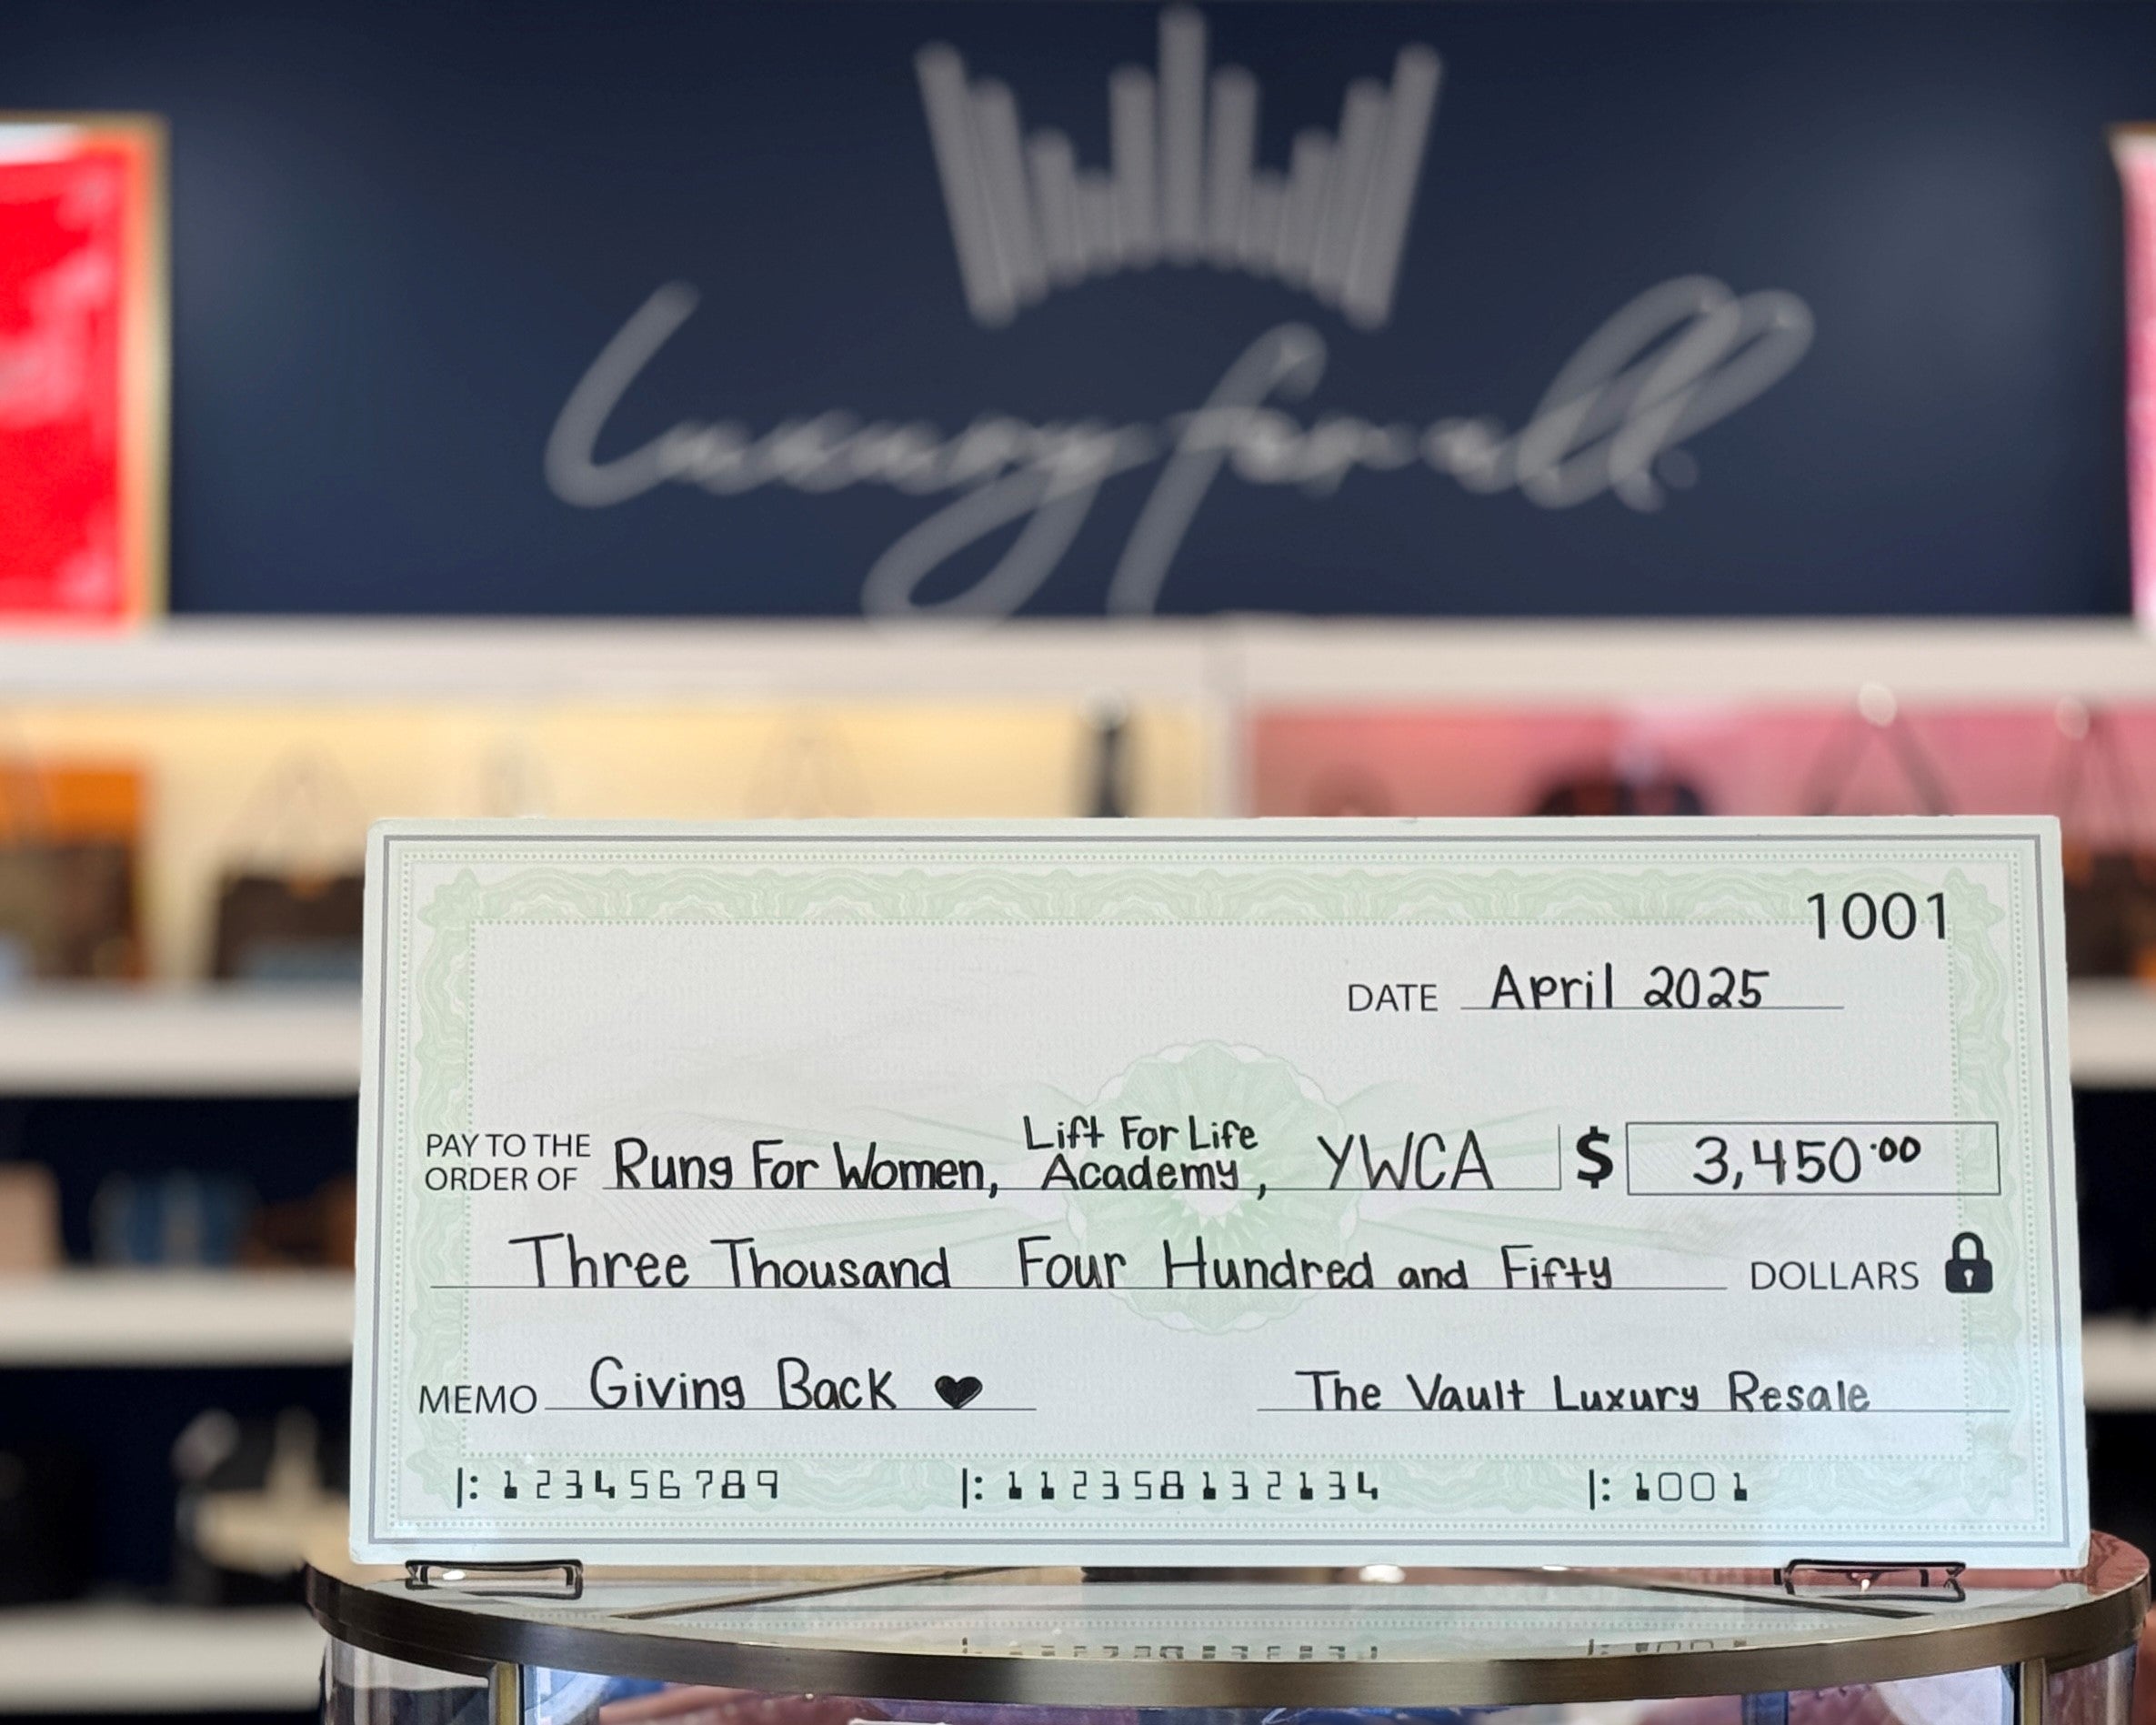 Luxury for all.
1001
DATE April 2025
PAY TO THE
ORDER OF Rung For Women, Lift For Life Academy, YWCA $ 3,450.00
Three Thousand Four Hundred and Fifty DOLLARS
MEMO Giving Back ♥ The Vault Luxury Resale
|: 123456789 |: 112358132134 |: 1001